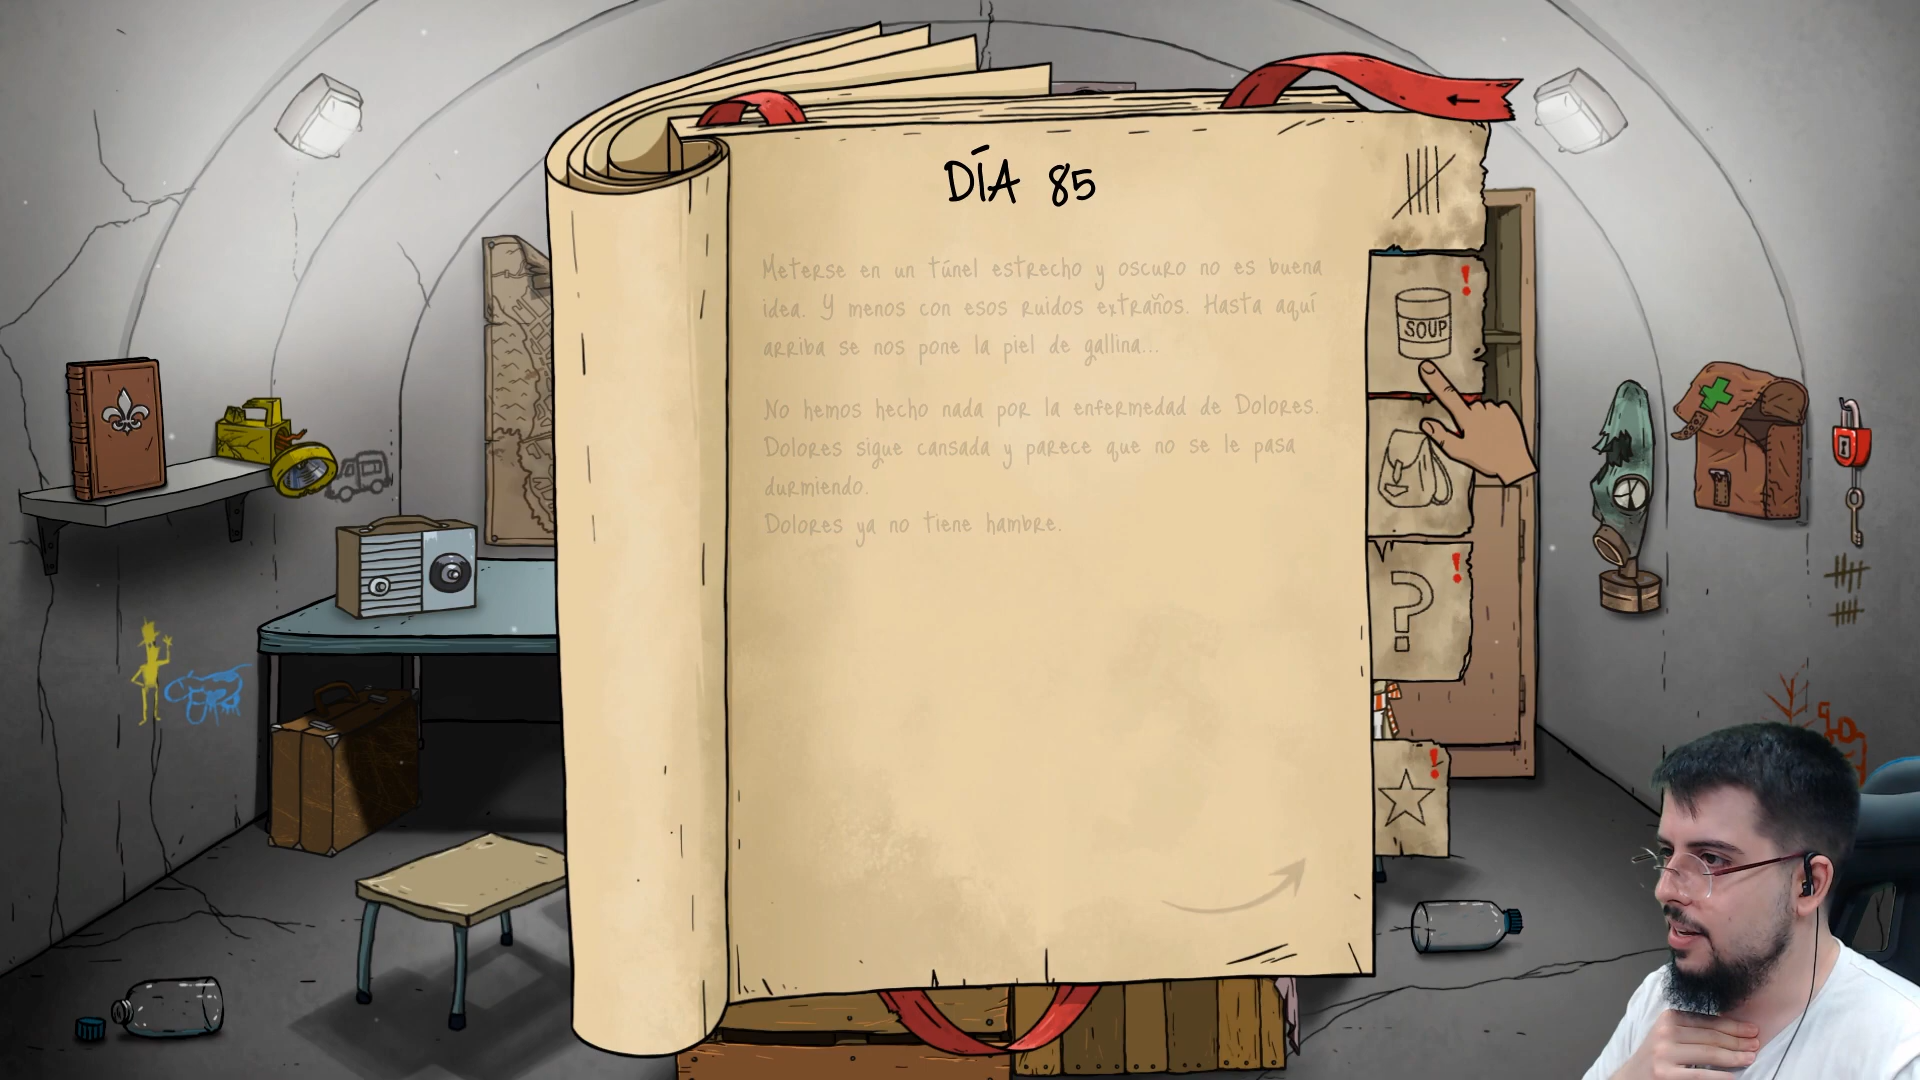 DÍA 85
Meterse en un túnel estrecho y oscuro no es buena
idea. Y menos con esos ruidos extraños. Hasta aquí
arriba se nos pone la piel de gallina...
No hemos hecho nada por la enfermedad de Dolores.
Dolores sigue cansada y parece que no se le pasa
durmiendo.
Dolores ya no tiene hambre.
!
SOUP
!
?
!